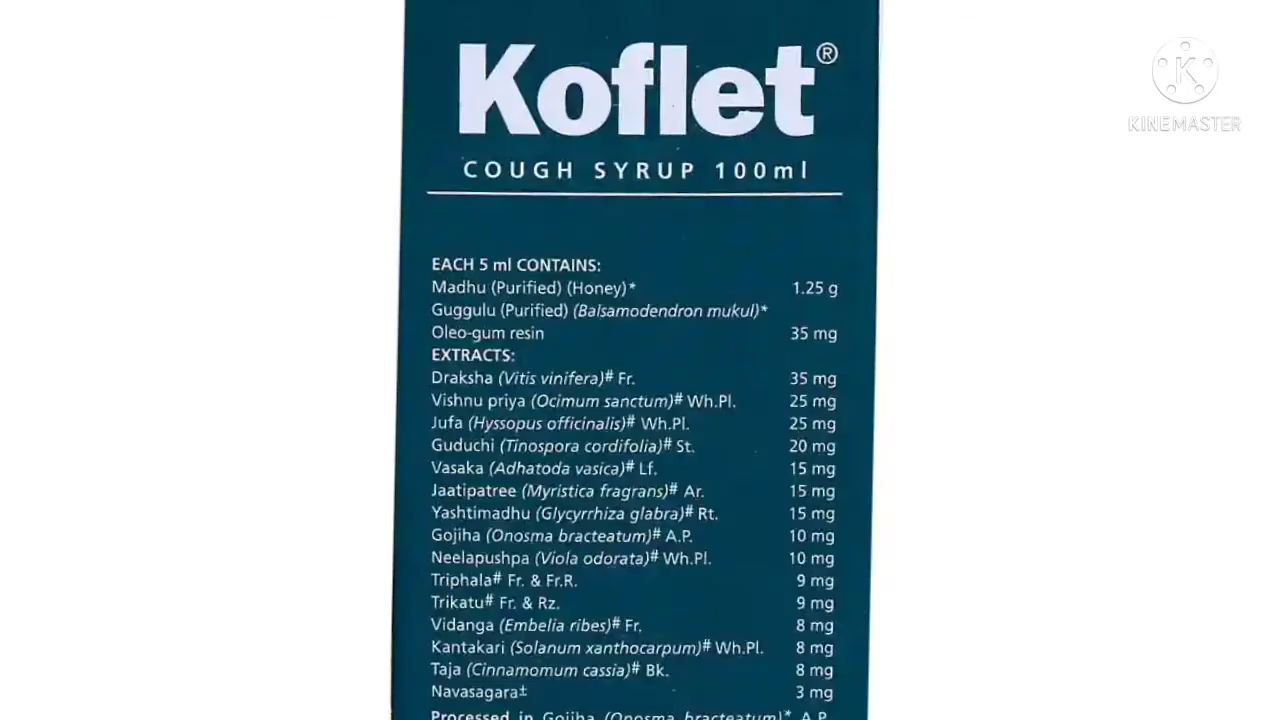 Koflet®
COUGH SYRUP 100ml
EACH 5 ml CONTAINS:
Madhu (Purified) (Honey)* 1.25 g
Guggulu (Purified) (Balsamodendron mukul)*
Oleo-gum resin 35 mg
EXTRACTS:
Draksha (Vitis vinifera)# Fr. 35 mg
Vishnu priya (Ocimum sanctum)# Wh.Pl. 25 mg
Jufa (Hyssopus officinalis)# Wh.Pl. 25 mg
Guduchi (Tinospora cordifolia)# St. 20 mg
Vasaka (Adhatoda vasica)# Lf. 15 mg
Jaatipatree (Myristica fragrans)# Ar. 15 mg
Yashtimadhu (Glycyrrhiza glabra)# Rt. 15 mg
Gojiha (Onosma bracteatum)# A.P. 10 mg
Neelapushpa (Viola odorata)# Wh.Pl. 10 mg
Triphala# Fr. & Fr.R. 9 mg
Trikatu# Fr. & Rz. 9 mg
Vidanga (Embelia ribes)# Fr. 8 mg
Kantakari (Solanum xanthocarpum)# Wh.Pl. 8 mg
Taja (Cinnamomum cassia)# Bk. 8 mg
Navasagara± 3 mg
Processed in Gojiha (Onosma bracteatum)* A.P.
K
KINEMASTER